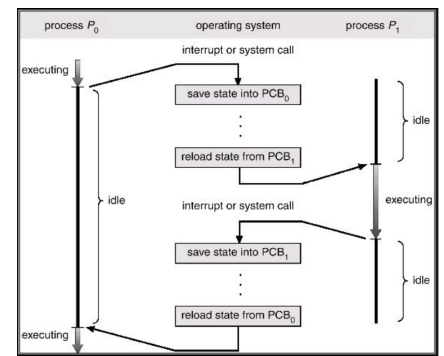 process P0 operating system process P1
interrupt or system call
executing
save state into PCB0
idle
reload state from PCB1
idle
interrupt or system call
executing
save state into PCB1
idle
reload state from PCB0
executing